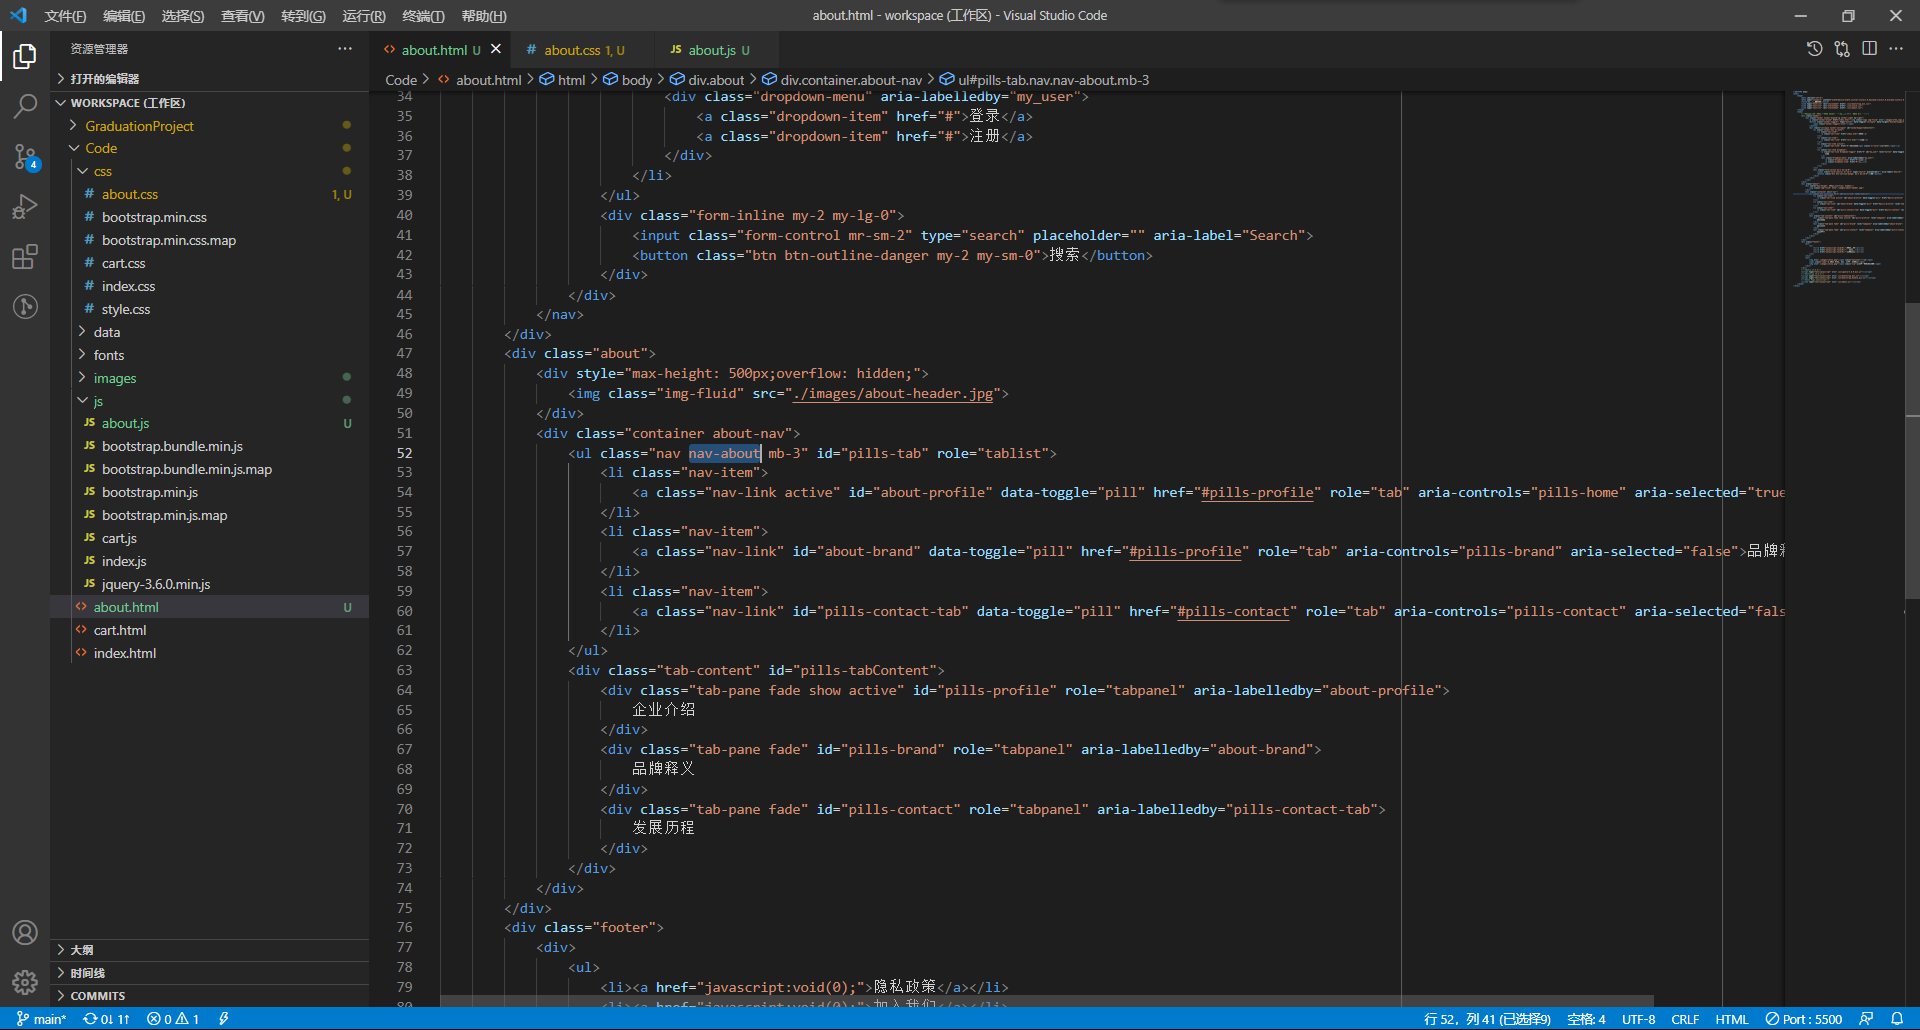 文件(F) 编辑(E) 选择(S) 查看(V) 转到(G) 运行(R) 终端(T) 帮助(H) about.html - workspace (工作区) - Visual Studio Code
资源管理器
打开的编辑器
WORKSPACE (工作区)
GraduationProject
Code
css
about.css 1, U
bootstrap.min.css
bootstrap.min.css.map
cart.css
index.css
style.css
data
fonts
images
js
about.js U
bootstrap.bundle.min.js
bootstrap.bundle.min.js.map
bootstrap.min.js
bootstrap.min.js.map
cart.js
index.js
jquery-3.6.0.min.js
about.html U
cart.html
index.html
大纲
时间线
COMMITS
about.html U about.css 1, U about.js U
Code > about.html > html > body > div.about > div.container.about-nav > ul#pills-tab.nav.nav-about.mb-3
34 <div class="dropdown-menu" aria-labelledby="my_user">
35 <a class="dropdown-item" href="#">登录</a>
36 <a class="dropdown-item" href="#">注册</a>
37 </div>
38 </li>
39 </ul>
40 <div class="form-inline my-2 my-lg-0">
41 <input class="form-control mr-sm-2" type="search" placeholder="" aria-label="Search">
42 <button class="btn btn-outline-danger my-2 my-sm-0">搜索</button>
43 </div>
44 </div>
45 </nav>
46 </div>
47 <div class="about">
48 <div style="max-height: 500px;overflow: hidden;">
49 <img class="img-fluid" src="./images/about-header.jpg">
50 </div>
51 <div class="container about-nav">
52 <ul class="nav nav-about mb-3" id="pills-tab" role="tablist">
53 <li class="nav-item">
54 <a class="nav-link active" id="about-profile" data-toggle="pill" href="#pills-profile" role="tab" aria-controls="pills-home" aria-selected="true
55 </li>
56 <li class="nav-item">
57 <a class="nav-link" id="about-brand" data-toggle="pill" href="#pills-profile" role="tab" aria-controls="pills-brand" aria-selected="false">品牌
58 </li>
59 <li class="nav-item">
60 <a class="nav-link" id="pills-contact-tab" data-toggle="pill" href="#pills-contact" role="tab" aria-controls="pills-contact" aria-selected="fals
61 </li>
62 </ul>
63 <div class="tab-content" id="pills-tabContent">
64 <div class="tab-pane fade show active" id="pills-profile" role="tabpanel" aria-labelledby="about-profile">
65 企业介绍
66 </div>
67 <div class="tab-pane fade" id="pills-brand" role="tabpanel" aria-labelledby="about-brand">
68 品牌释义
69 </div>
70 <div class="tab-pane fade" id="pills-contact" role="tabpanel" aria-labelledby="pills-contact-tab">
71 发展历程
72 </div>
73 </div>
74 </div>
75 </div>
76 <div class="footer">
77 <div>
78 <ul>
79 <li><a href="javascript:void(0);">隐私政策</a></li>
80 <li><a href="javascript:void(0);">加入我们</a></li>
4
main* 0↓ 1↑ 0 1 行 52，列 41 (已选择9) 空格: 4 UTF-8 CRLF HTML Port : 5500